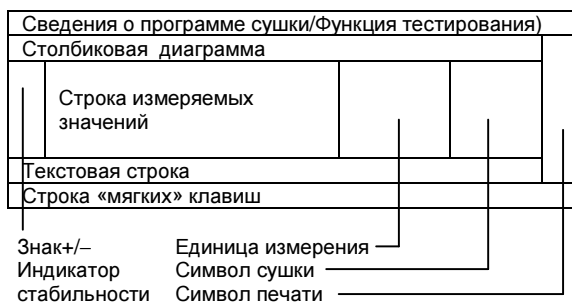 Сведения о программе сушки/Функция тестирования)
Столбиковая диаграмма
Строка измеряемых
значений
Текстовая строка
Строка «мягких» клавиш
Знак+/–
Индикатор
стабильности
Единица измерения
Символ сушки
Символ печати